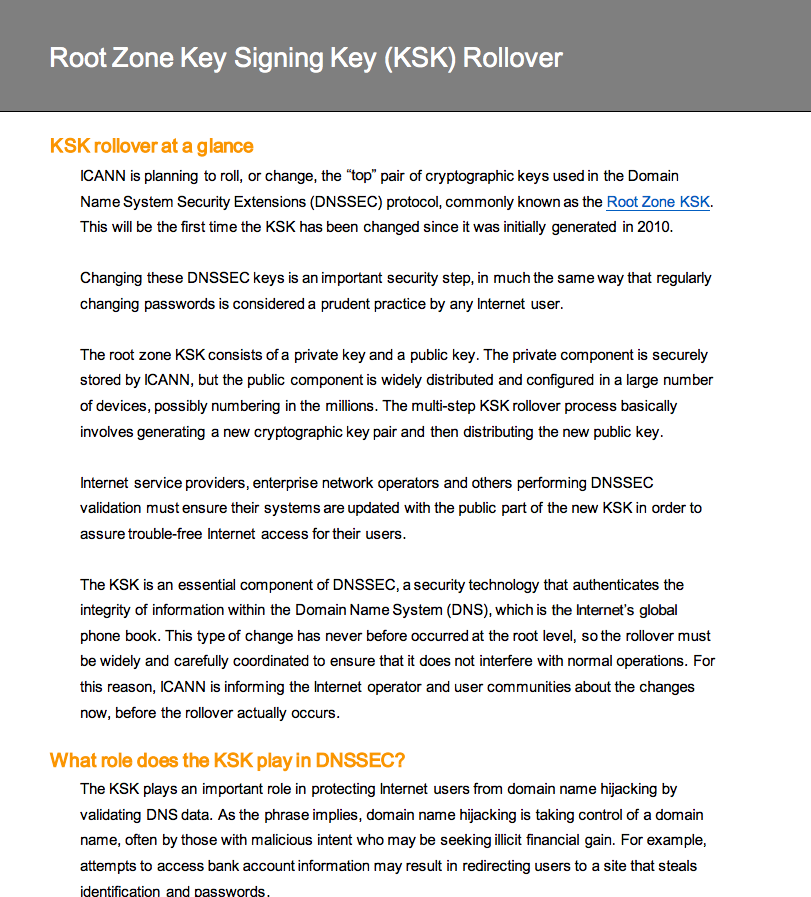 Root Zone Key Signing Key (KSK) Rollover
KSK rollover at a glance
ICANN is planning to roll, or change, the “top” pair of cryptographic keys used in the Domain
Name System Security Extensions (DNSSEC) protocol, commonly known as the Root Zone KSK.
This will be the first time the KSK has been changed since it was initially generated in 2010.
Changing these DNSSEC keys is an important security step, in much the same way that regularly
changing passwords is considered a prudent practice by any Internet user.
The root zone KSK consists of a private key and a public key. The private component is securely
stored by ICANN, but the public component is widely distributed and configured in a large number
of devices, possibly numbering in the millions. The multi-step KSK rollover process basically
involves generating a new cryptographic key pair and then distributing the new public key.
Internet service providers, enterprise network operators and others performing DNSSEC
validation must ensure their systems are updated with the public part of the new KSK in order to
assure trouble-free Internet access for their users.
The KSK is an essential component of DNSSEC, a security technology that authenticates the
integrity of information within the Domain Name System (DNS), which is the Internet’s global
phone book. This type of change has never before occurred at the root level, so the rollover must
be widely and carefully coordinated to ensure that it does not interfere with normal operations. For
this reason, ICANN is informing the Internet operator and user communities about the changes
now, before the rollover actually occurs.
What role does the KSK play in DNSSEC?
The KSK plays an important role in protecting Internet users from domain name hijacking by
validating DNS data. As the phrase implies, domain name hijacking is taking control of a domain
name, often by those with malicious intent who may be seeking illicit financial gain. For example,
attempts to access bank account information may result in redirecting users to a site that steals
identification and passwords.